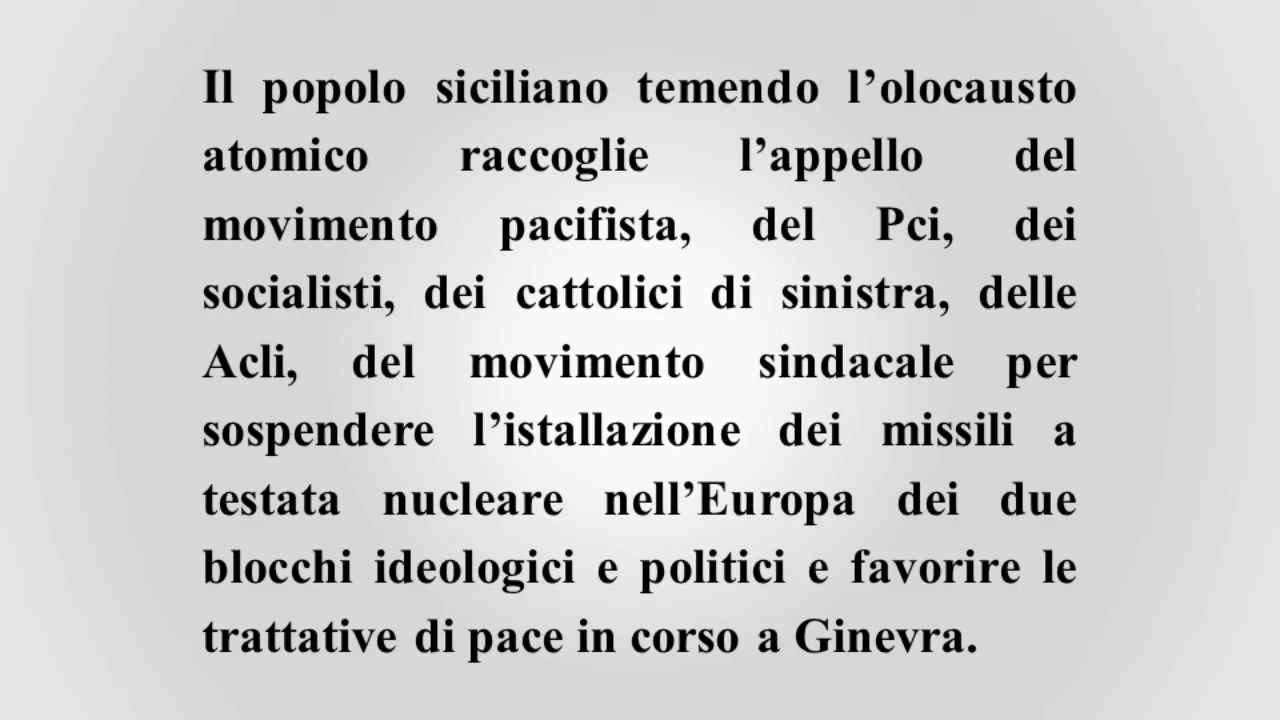 Il popolo siciliano temendo l’olocausto
atomico raccoglie l’appello del
movimento pacifista, del Pci, dei
socialisti, dei cattolici di sinistra, delle
Acli, del movimento sindacale per
sospendere l’istallazione dei missili a
testata nucleare nell’Europa dei due
blocchi ideologici e politici e favorire le
trattative di pace in corso a Ginevra.